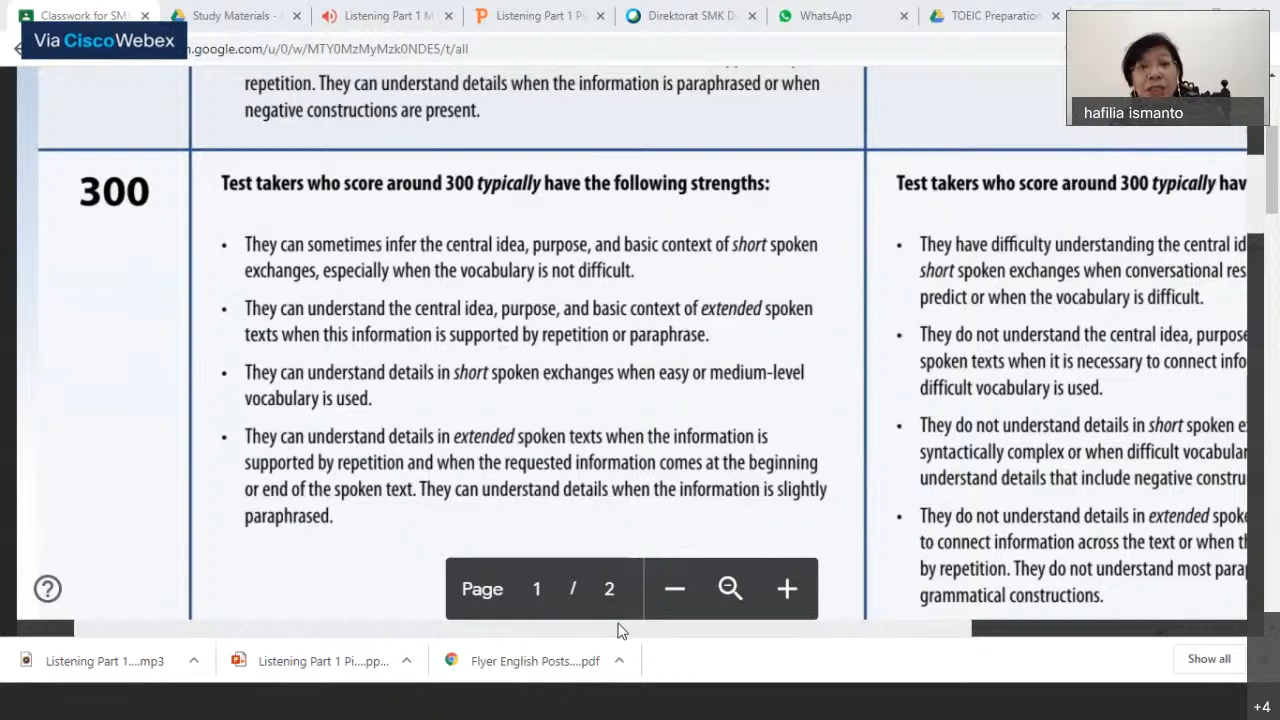 Classwork for SMK
Study Materials - G
Listening Part 1 M
Listening Part 1 Pi
Direktorat SMK Da
WhatsApp
TOEIC Preparation
Via CiscoWebex
.google.com/u/0/w/MTY0MzMyMzk0NDE5/t/all
hafilia ismanto
repetition. They can understand details when the information is paraphrased or when
negative constructions are present.
300
Test takers who score around 300 typically have the following strengths:
• They can sometimes infer the central idea, purpose, and basic context of short spoken
exchanges, especially when the vocabulary is not difficult.
• They can understand the central idea, purpose, and basic context of extended spoken
texts when this information is supported by repetition or paraphrase.
• They can understand details in short spoken exchanges when easy or medium-level
vocabulary is used.
• They can understand details in extended spoken texts when the information is
supported by repetition and when the requested information comes at the beginning
or end of the spoken text. They can understand details when the information is slightly
paraphrased.
Test takers who score around 300 typically hav
• They have difficulty understanding the central id
short spoken exchanges when conversational res
predict or when the vocabulary is difficult.
• They do not understand the central idea, purpose
spoken texts when it is necessary to connect info
difficult vocabulary is used.
• They do not understand details in short spoken e
syntactically complex or when difficult vocabular
understand details that include negative constru
• They do not understand details in extended spoke
to connect information across the text or when th
by repetition. They do not understand most para
grammatical constructions.
Page 1 / 2
Listening Part 1....mp3
Listening Part 1 Pi....pp...
Flyer English Posts....pdf
Show all
+4